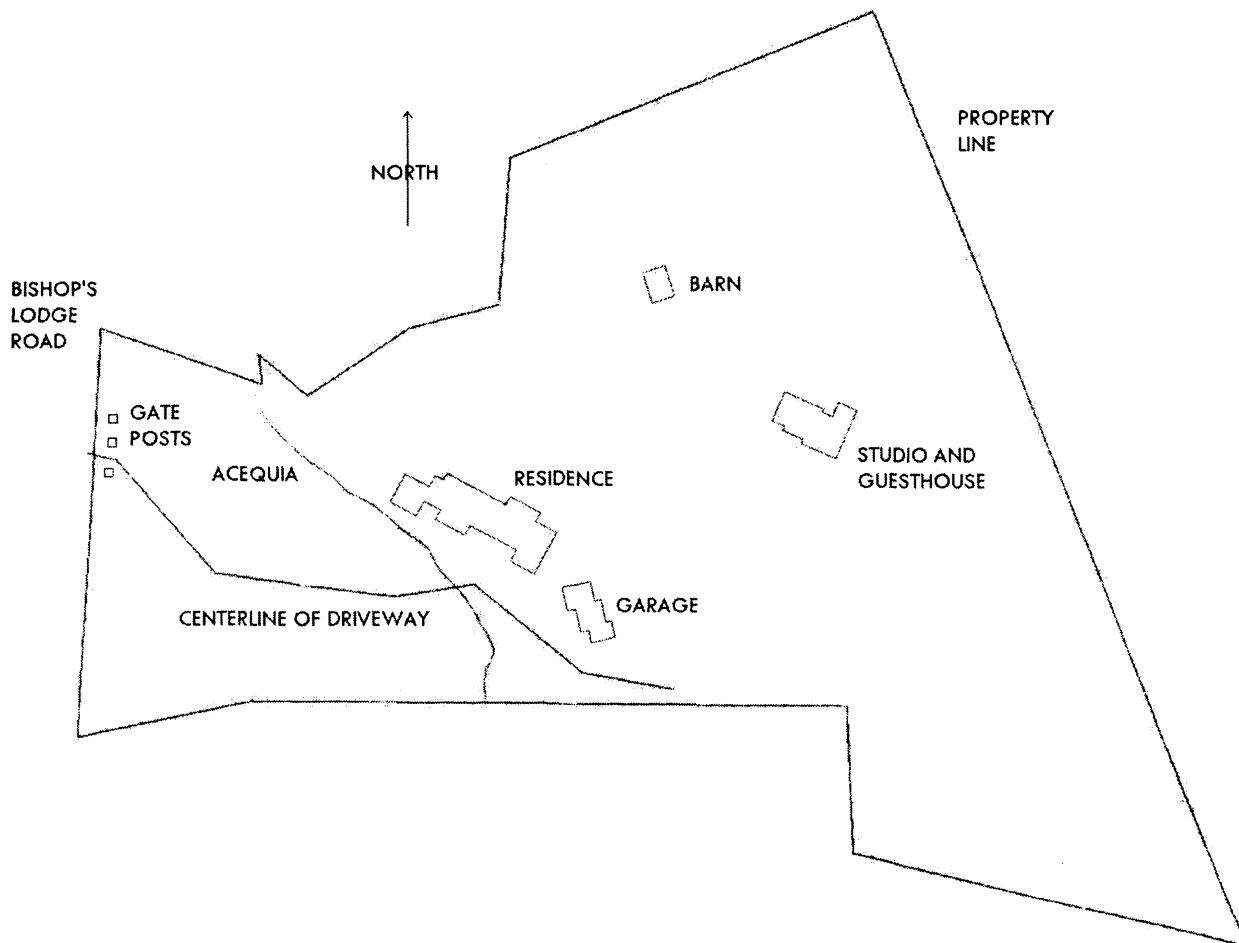 PROPERTY
LINE
NORTH
BISHOP'S
LODGE
ROAD
BARN
GATE
POSTS
ACEQUIA
RESIDENCE
STUDIO AND
GUESTHOUSE
GARAGE
CENTERLINE OF DRIVEWAY